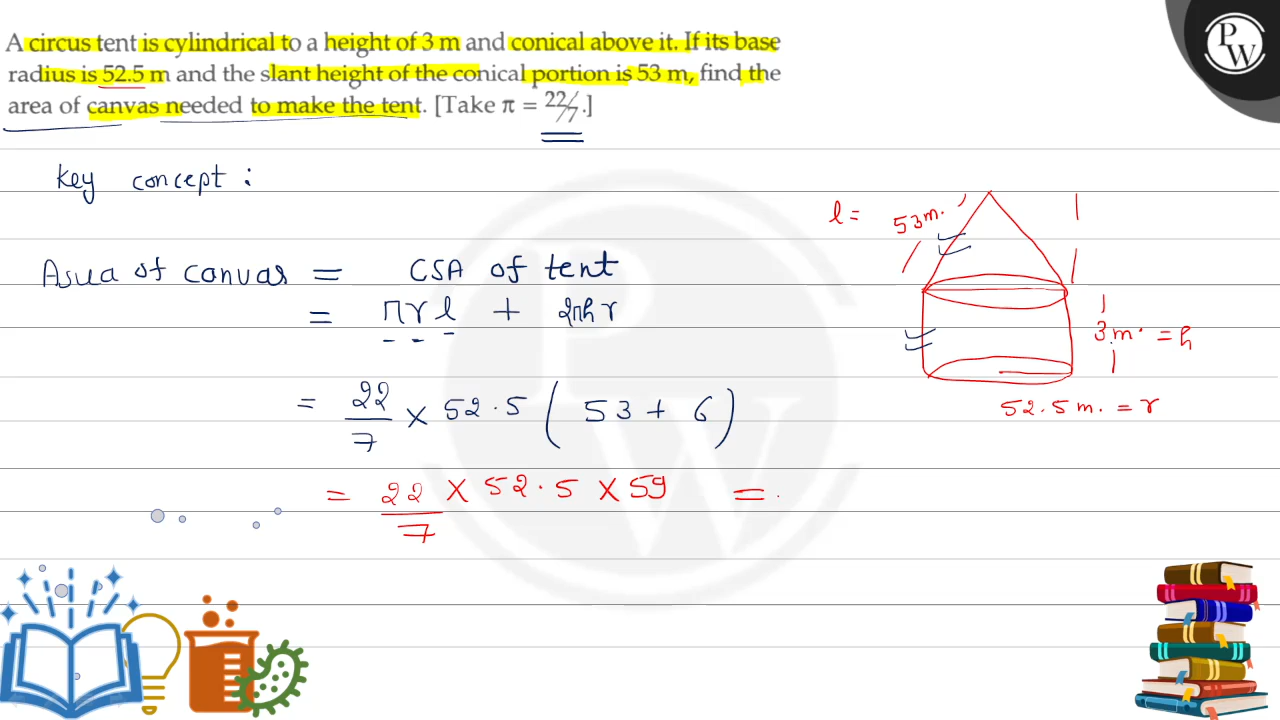 A circus tent is cylindrical to a height of 3 m and conical above it. If its base
radius is 52.5 m and the slant height of the conical portion is 53 m, find the
area of canvas needed to make the tent. [Take π = 22/7.]
PW
Key concept :
l = 53 m.
Area of canvas = CSA of tent
= πrl + 2πhr
3 m. = h
= 22/7 × 52.5 ( 53 + 6 )
52.5 m. = r
= 22/7 × 52.5 × 59 =